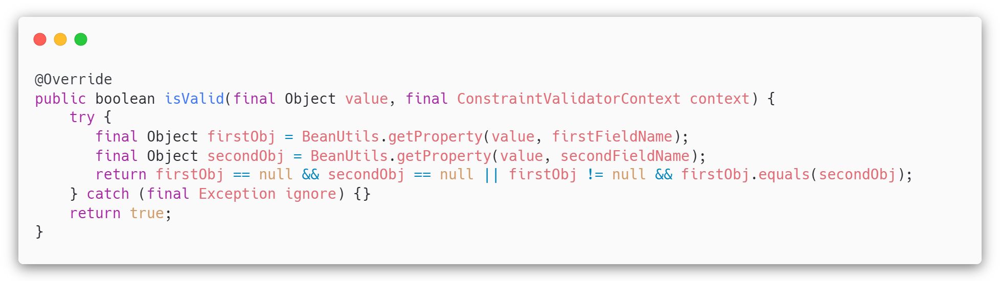 @Override
public boolean isValid(final Object value, final ConstraintValidatorContext context) {
    try {
       final Object firstObj = BeanUtils.getProperty(value, firstFieldName);
       final Object secondObj = BeanUtils.getProperty(value, secondFieldName);
       return firstObj == null && secondObj == null || firstObj != null && firstObj.equals(secondObj);
    } catch (final Exception ignore) {}
    return true;
}